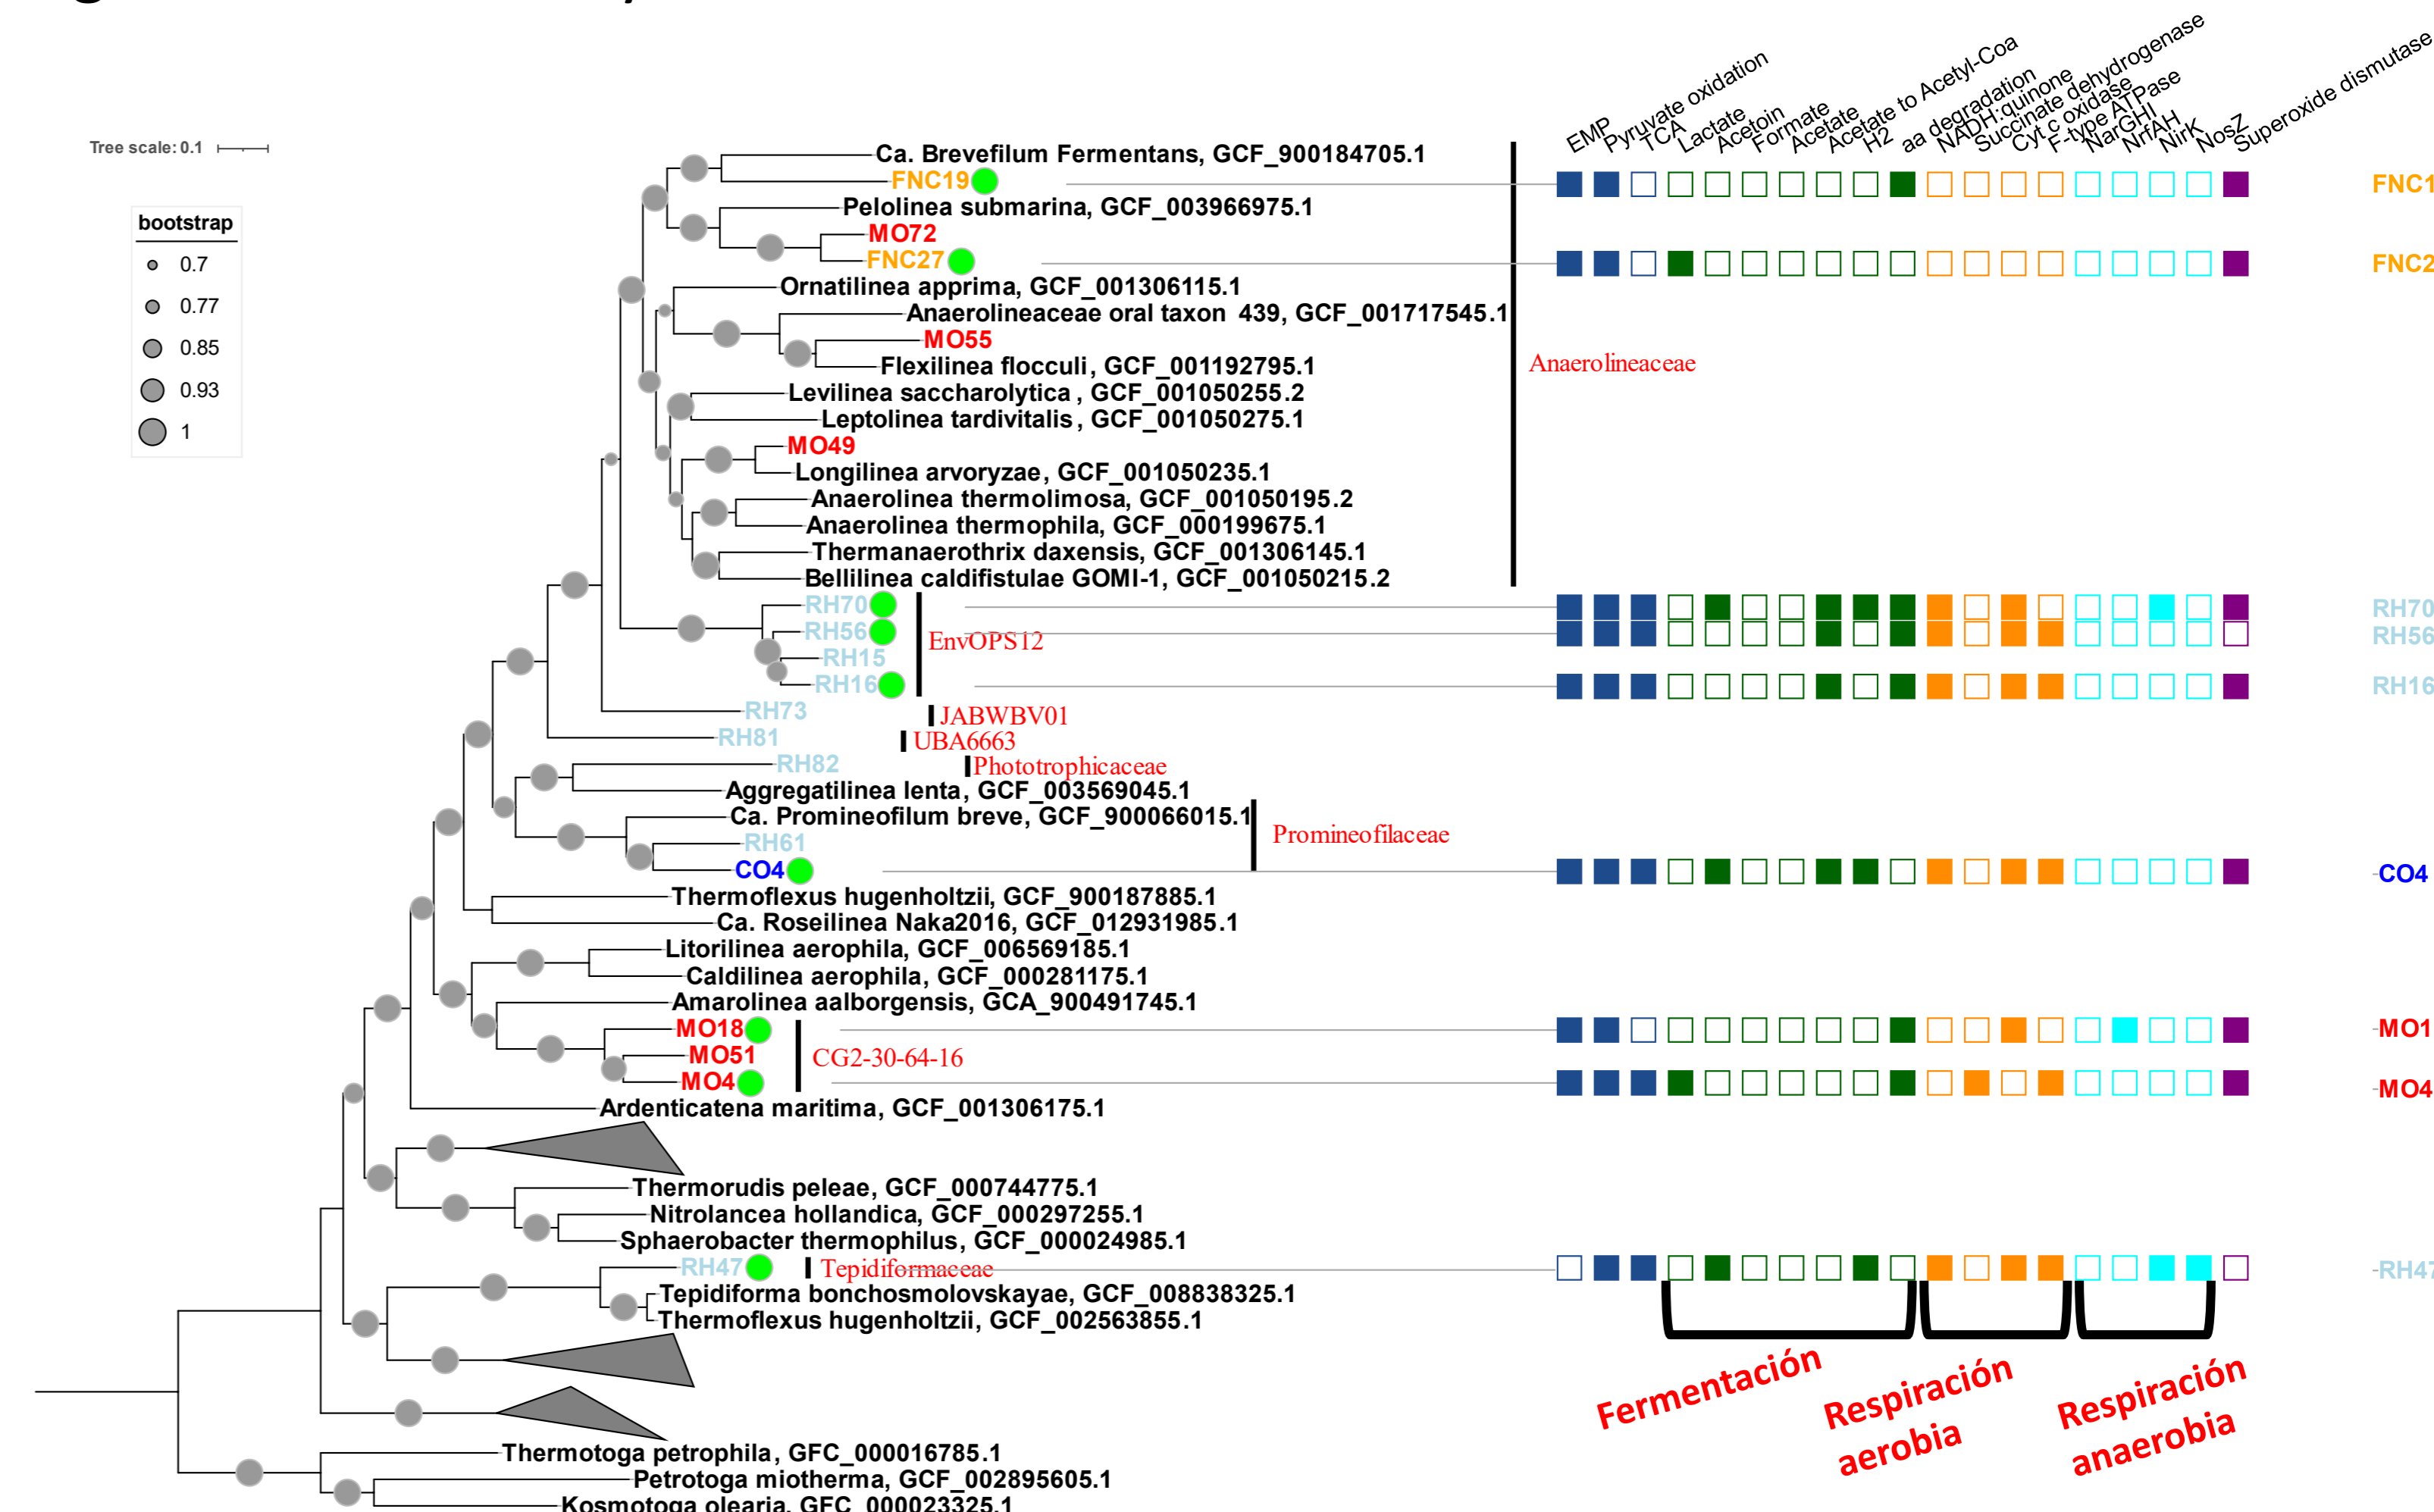 Tree scale: 0.1
bootstrap
0.7
0.77
0.85
0.93
1
EMP
Pyruvate oxidation
TCA
Lactate
Acetoin
Formate
Acetate
Acetate to Acetyl-Coa
H2
aa degradation
NADH:quinone
Succinate dehydrogenase
Cyt c oxidase
F-type ATPase
NarGHI
NrfAH
NirK
NosZ
Superoxide dismutase
Ca. Brevefilum Fermentans, GCF_900184705.1
FNC19 FNC1
Pelolinea submarina, GCF_003966975.1
MO72
FNC27 FNC2
Ornatilinea apprima, GCF_001306115.1
Anaerolineaceae oral taxon 439, GCF_001717545.1
MO55
Flexilinea flocculi, GCF_001192795.1
Anaerolineaceae
Levilinea saccharolytica, GCF_001050255.2
Leptolinea tardivitalis, GCF_001050275.1
MO49
Longilinea arvoryzae, GCF_001050235.1
Anaerolinea thermolimosa, GCF_001050195.2
Anaerolinea thermophila, GCF_000199675.1
Thermanaerothrix daxensis, GCF_001306145.1
Bellilinea caldifistulae GOMI-1, GCF_001050215.2
RH70 RH70
RH56 RH56
EnvOPS12
RH15
RH16 RH16
RH73 JABWBV01
RH81 UBA6663
RH82 Phototrophicaceae
Aggregatilinea lenta, GCF_003569045.1
Ca. Promineofilum breve, GCF_900066015.1
Promineofilaceae
RH61
CO4 CO4
Thermoflexus hugenholtzii, GCF_900187885.1
Ca. Roseilinea Naka2016, GCF_012931985.1
Litorilinea aerophila, GCF_006569185.1
Caldilinea aerophila, GCF_000281175.1
Amarolinea aalborgensis, GCA_900491745.1
MO18 MO1
MO51 CG2-30-64-16
MO4 MO4
Ardenticatena maritima, GCF_001306175.1
Thermorudis peleae, GCF_000744775.1
Nitrolancea hollandica, GCF_000297255.1
Sphaerobacter thermophilus, GCF_000024985.1
RH47 Tepidiformaceae RH47
Tepidiforma bonchosmolovskayae, GCF_008838325.1
Thermoflexus hugenholtzii, GCF_002563855.1
Fermentación
Respiración
aerobia
Respiración
anaerobia
Thermotoga petrophila, GFC_000016785.1
Petrotoga miotherma, GCF_002895605.1
Kosmotoga olearia, GFC_000023325.1